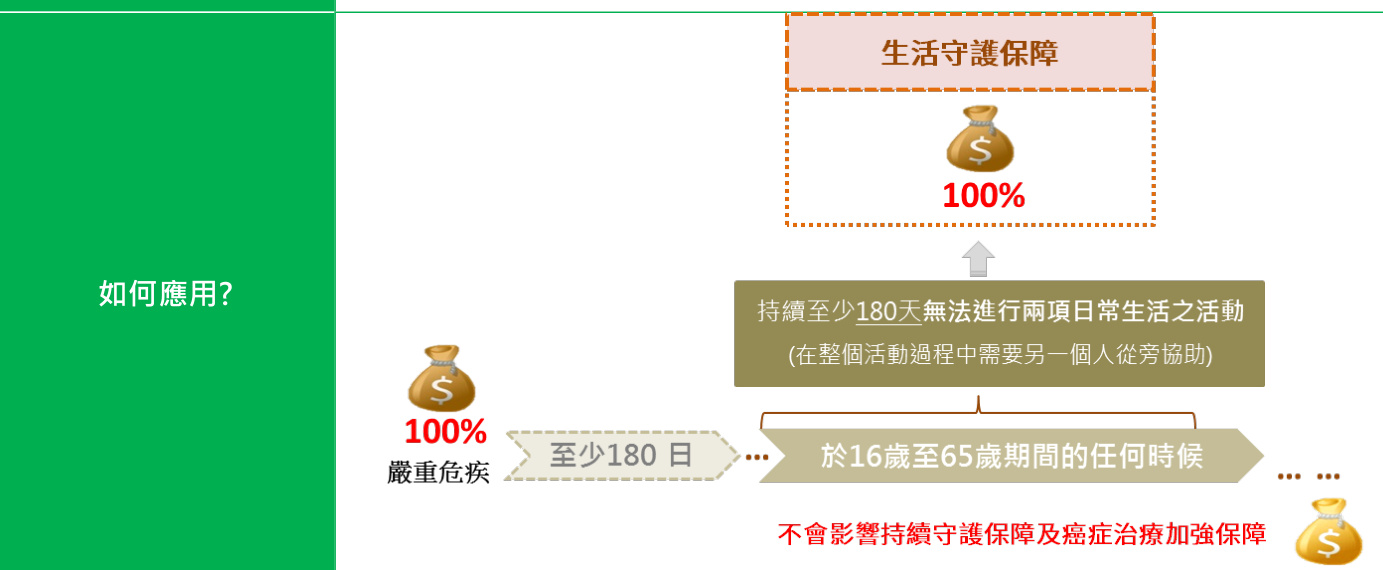 如何應用?
生活守護保障
$
100%
持續至少180天無法進行兩項日常生活之活動
(在整個活動過程中需要另一個人從旁協助)
$
100%
嚴重危疾
至少180 日
...
於16歲至65歲期間的任何時候
... ...
不會影響持續守護保障及癌症治療加強保障
$